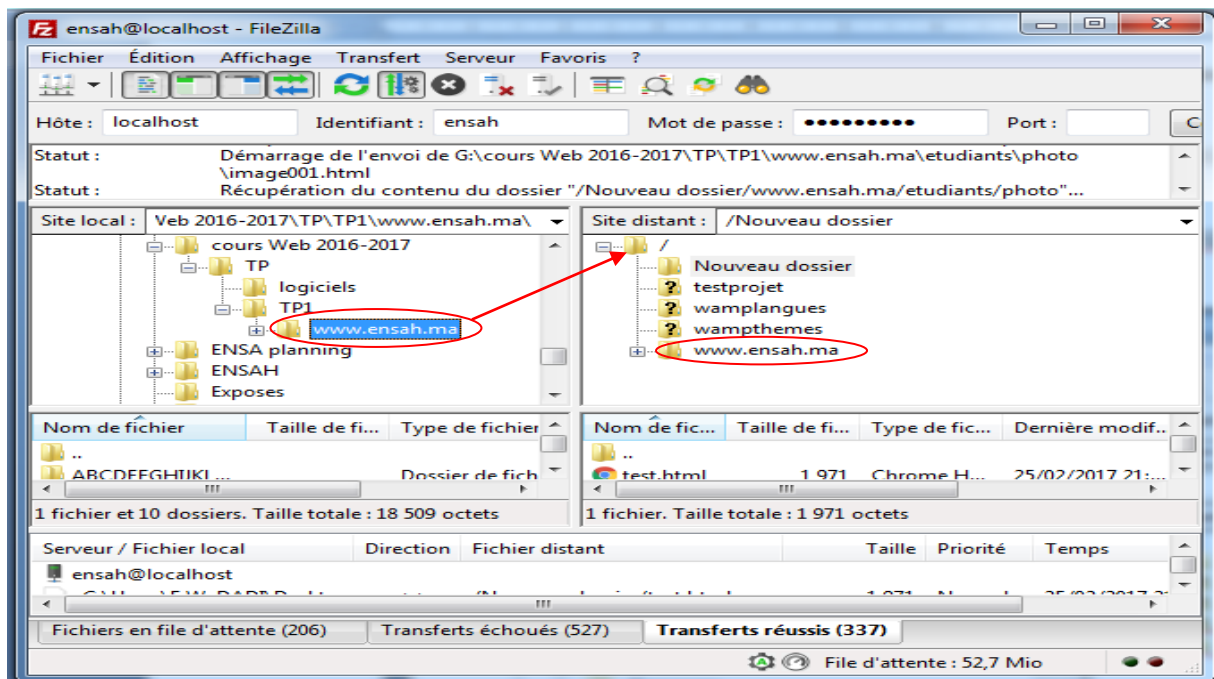 ensah@localhost - FileZilla
Fichier Édition Affichage Transfert Serveur Favoris ?
Hôte : localhost Identifiant : ensah Mot de passe : ●●●●●●●●● Port : C
Statut : Démarrage de l'envoi de G:\cours Web 2016-2017\TP\TP1\www.ensah.ma\etudiants\photo
\image001.html
Statut : Récupération du contenu du dossier "/Nouveau dossier/www.ensah.ma/etudiants/photo"...
Site local : Veb 2016-2017\TP\TP1\www.ensah.ma\ Site distant : /Nouveau dossier
cours Web 2016-2017
TP
logiciels
TP1
www.ensah.ma
ENSA planning
ENSAH
Exposes
/
Nouveau dossier
testprojet
wamplangues
wampthemes
www.ensah.ma
Nom de fichier Taille de fi... Type de fichier
..
Dossier de fich
1 fichier et 10 dossiers. Taille totale : 18 509 octets
Nom de fic... Taille de fi... Type de fic... Dernière modif..
..
test.html 1 971 Chrome H... 25/02/2017 21:...
1 fichier. Taille totale : 1 971 octets
Serveur / Fichier local Direction Fichier distant Taille Priorité Temps
ensah@localhost
Fichiers en file d'attente (206) Transferts échoués (527) Transferts réussis (337)
File d'attente : 52,7 Mio